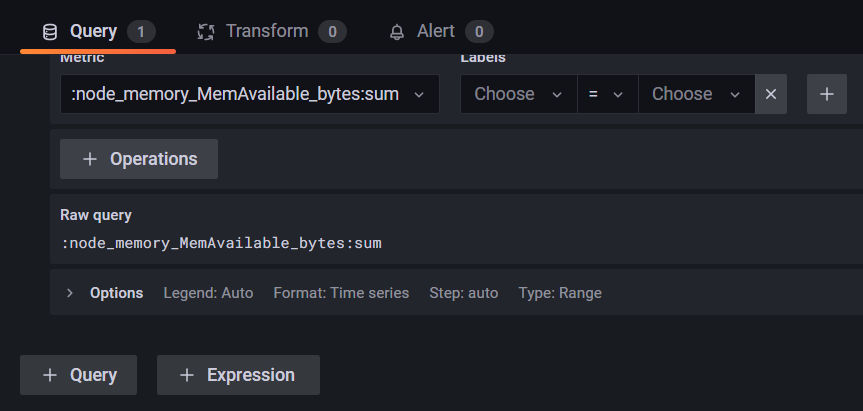 Query 1 Transform 0 Alert 0
Metric Labels
:node_memory_MemAvailable_bytes:sum Choose = Choose
+ Operations
Raw query
:node_memory_MemAvailable_bytes:sum
Options Legend: Auto Format: Time series Step: auto Type: Range
+ Query + Expression